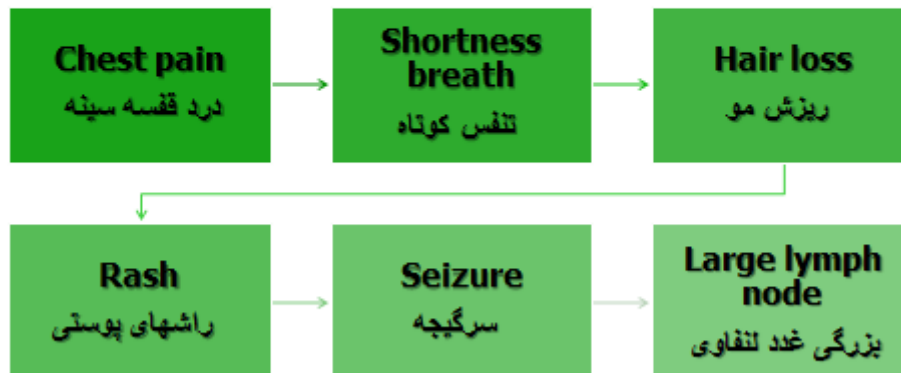 Chest pain
درد قفسه سینه
Shortness
breath
تنفس کوتاه
Hair loss
ریزش مو
Rash
راشهای پوستی
Seizure
سرگیجه
Large lymph
node
بزرگی غدد لنفاوی